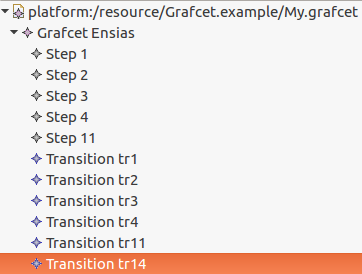 platform:/resource/Grafcet.example/My.grafcet
Grafcet Ensias
Step 1
Step 2
Step 3
Step 4
Step 11
Transition tr1
Transition tr2
Transition tr3
Transition tr4
Transition tr11
Transition tr14